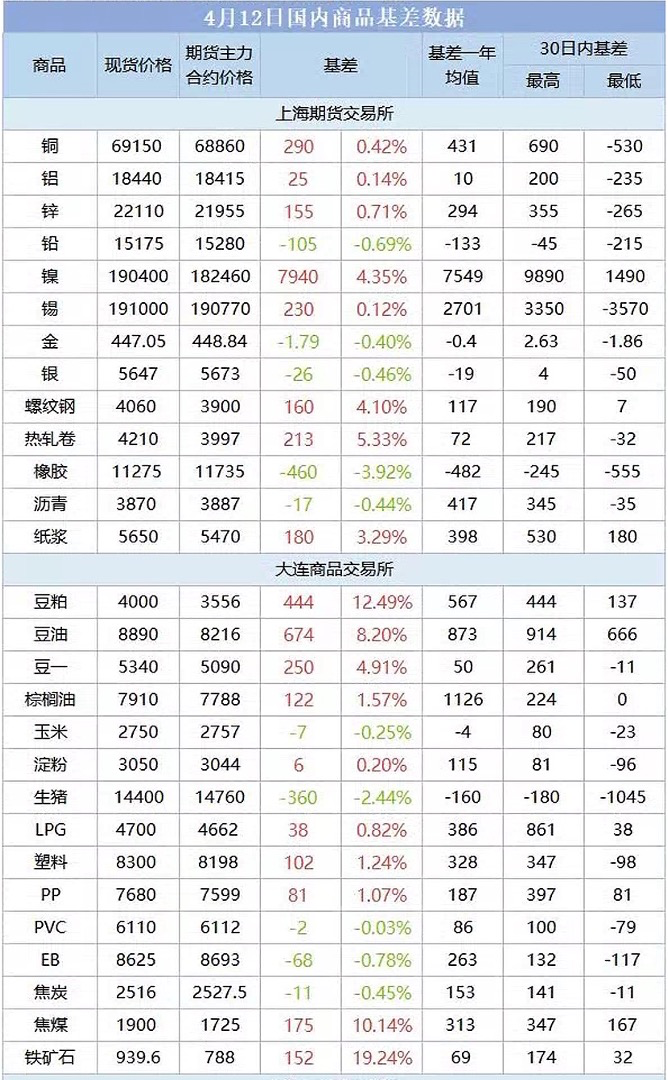 4月12日国内商品基差数据
商品 现货价格 期货主力合约价格 基差 基差一年均值 30日内基差
最高 最低
上海期货交易所
铜 69150 68860 290 0.42% 431 690 -530
铝 18440 18415 25 0.14% 10 200 -235
锌 22110 21955 155 0.71% 294 355 -265
铅 15175 15280 -105 -0.69% -133 -45 -215
镍 190400 182460 7940 4.35% 7549 9890 1490
锡 191000 190770 230 0.12% 2701 3350 -3570
金 447.05 448.84 -1.79 -0.40% -0.4 2.63 -1.86
银 5647 5673 -26 -0.46% -19 4 -50
螺纹钢 4060 3900 160 4.10% 117 190 7
热轧卷 4210 3997 213 5.33% 72 217 -32
橡胶 11275 11735 -460 -3.92% -482 -245 -555
沥青 3870 3887 -17 -0.44% 417 345 -35
纸浆 5650 5470 180 3.29% 398 530 180
大连商品交易所
豆粕 4000 3556 444 12.49% 567 444 137
豆油 8890 8216 674 8.20% 873 914 666
豆一 5340 5090 250 4.91% 50 261 -11
棕榈油 7910 7788 122 1.57% 1126 224 0
玉米 2750 2757 -7 -0.25% -4 80 -23
淀粉 3050 3044 6 0.20% 115 81 -96
生猪 14400 14760 -360 -2.44% -160 -180 -1045
LPG 4700 4662 38 0.82% 386 861 38
塑料 8300 8198 102 1.24% 328 347 -98
PP 7680 7599 81 1.07% 187 397 81
PVC 6110 6112 -2 -0.03% 86 100 -79
EB 8625 8693 -68 -0.78% 263 132 -117
焦炭 2516 2527.5 -11 -0.45% 153 141 -11
焦煤 1900 1725 175 10.14% 313 347 167
铁矿石 939.6 788 152 19.24% 69 174 32